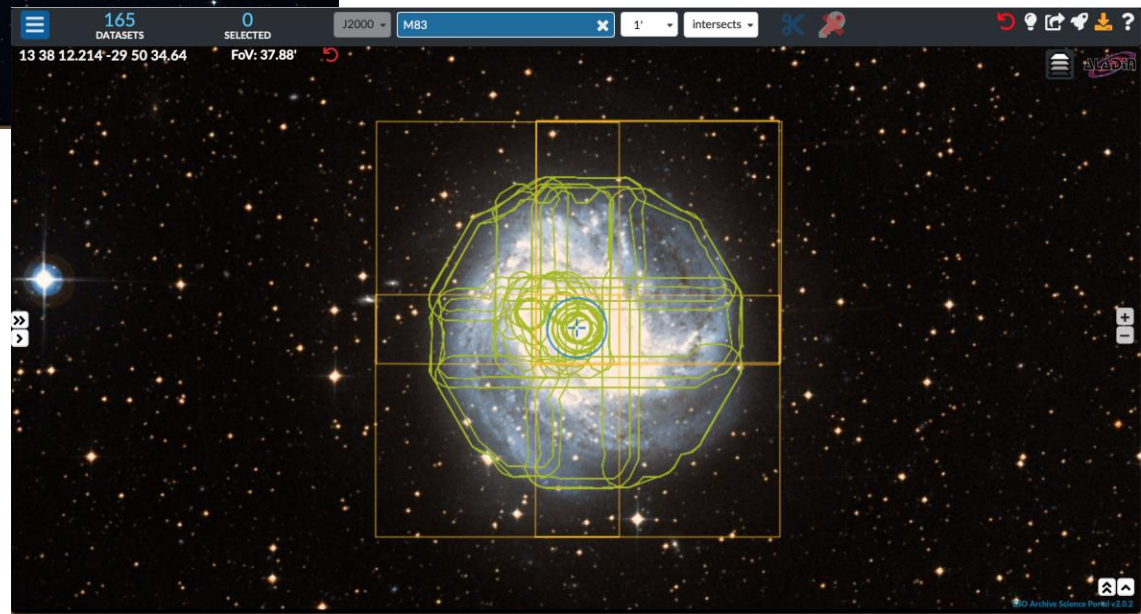 165 0
DATASETS SELECTED J2000 M83 1' intersects ?
13 38 12.214 -29 50 34.64 FoV: 37.88' ALADIN
ESO Archive Science Portal v2.0.2